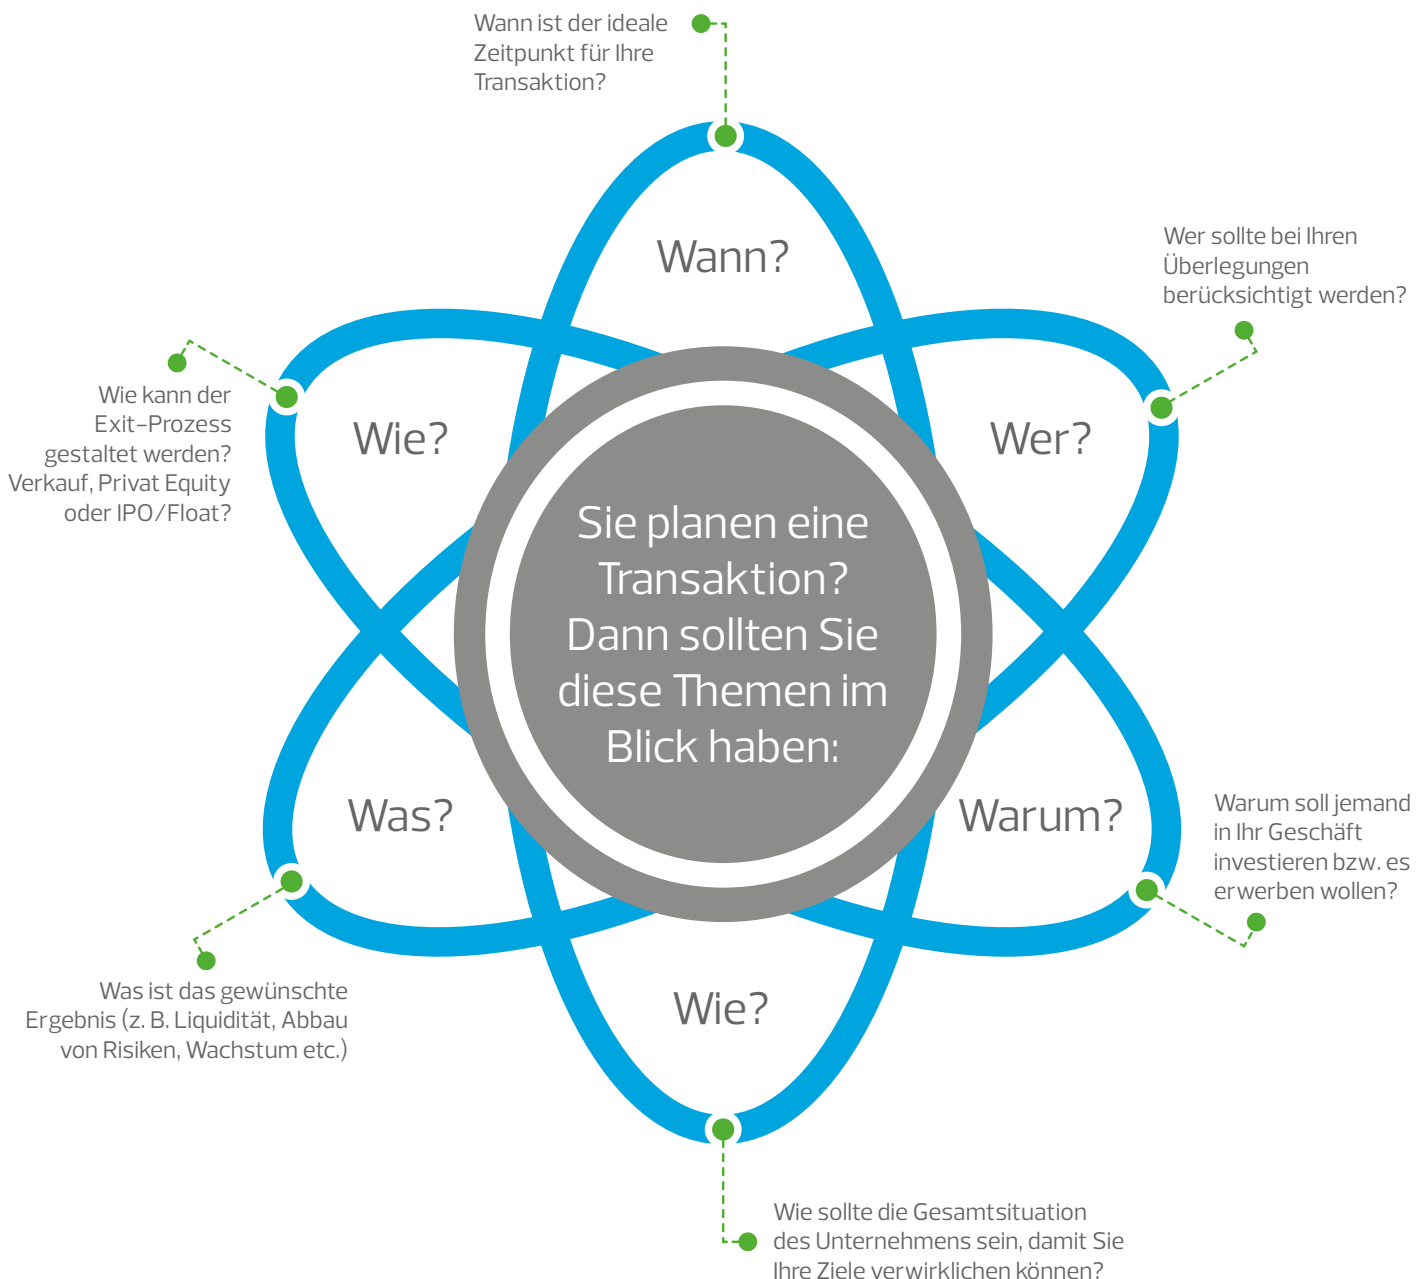 Wann ist der ideale
Zeitpunkt für Ihre
Transaktion?
Wann?
Wer sollte bei Ihren
Überlegungen
berücksichtigt werden?
Wer?
Wie kann der
Exit-Prozess
gestaltet werden?
Verkauf, Privat Equity
oder IPO/Float?
Wie?
Sie planen eine
Transaktion?
Dann sollten Sie
diese Themen im
Blick haben:
Was?
Was ist das gewünschte
Ergebnis (z. B. Liquidität, Abbau
von Risiken, Wachstum etc.)
Warum?
Warum soll jemand
in Ihr Geschäft
investieren bzw. es
erwerben wollen?
Wie?
Wie sollte die Gesamtsituation
des Unternehmens sein, damit Sie
Ihre Ziele verwirklichen können?